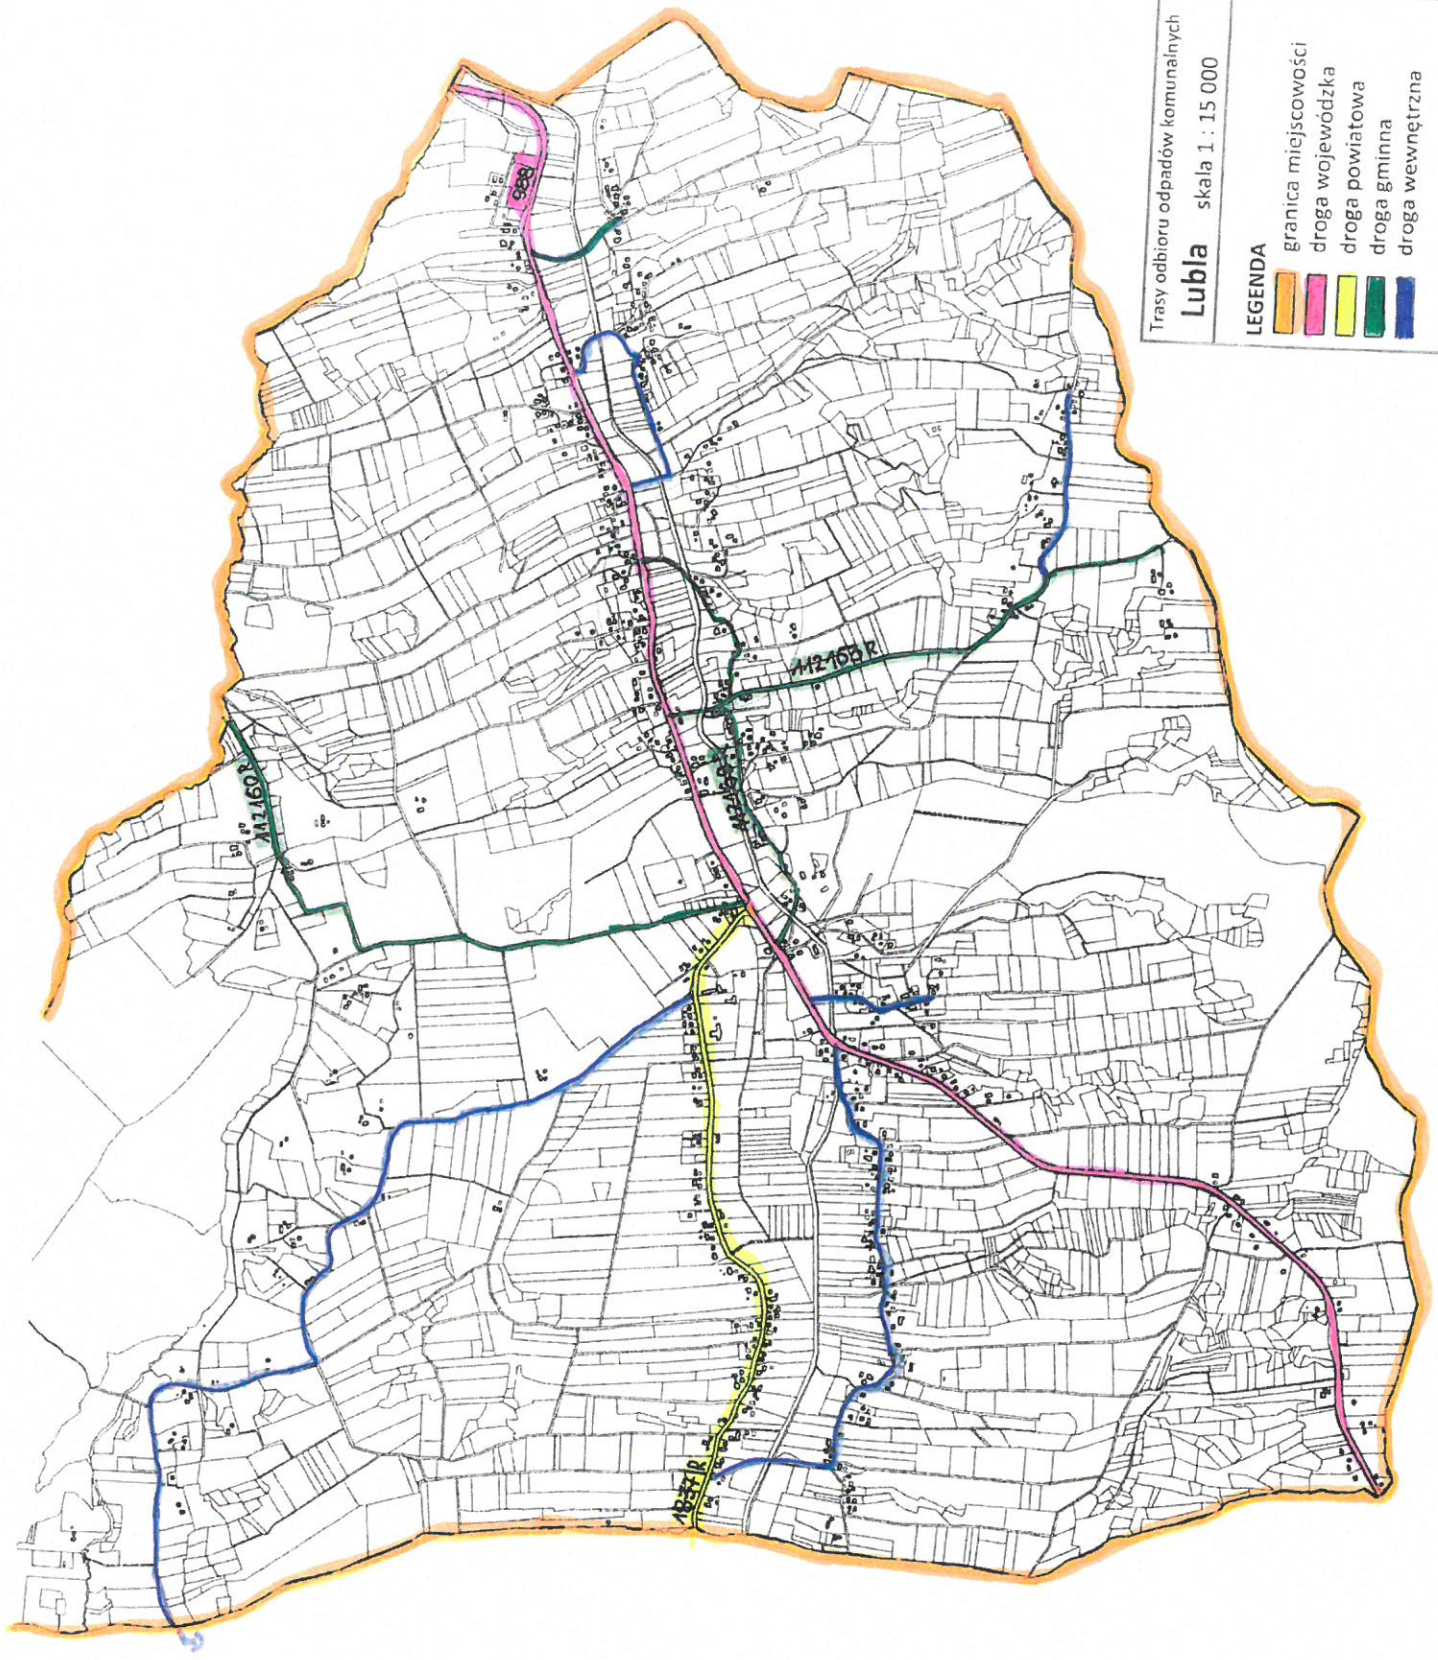 Trasy odbioru odpadów komunalnych
Lubla skala 1 : 15 000
LEGENDA
granica miejscowości
droga wojewódzka
droga powiatowa
droga gminna
droga wewnętrzna
988
112160R
112168R
1837R